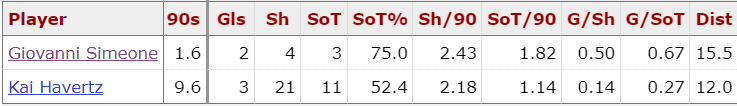 Player 90s Gls Sh SoT SoT% Sh/90 SoT/90 G/Sh G/SoT Dist
Giovanni Simeone 1.6 2 4 3 75.0 2.43 1.82 0.50 0.67 15.5
Kai Havertz 9.6 3 21 11 52.4 2.18 1.14 0.14 0.27 12.0